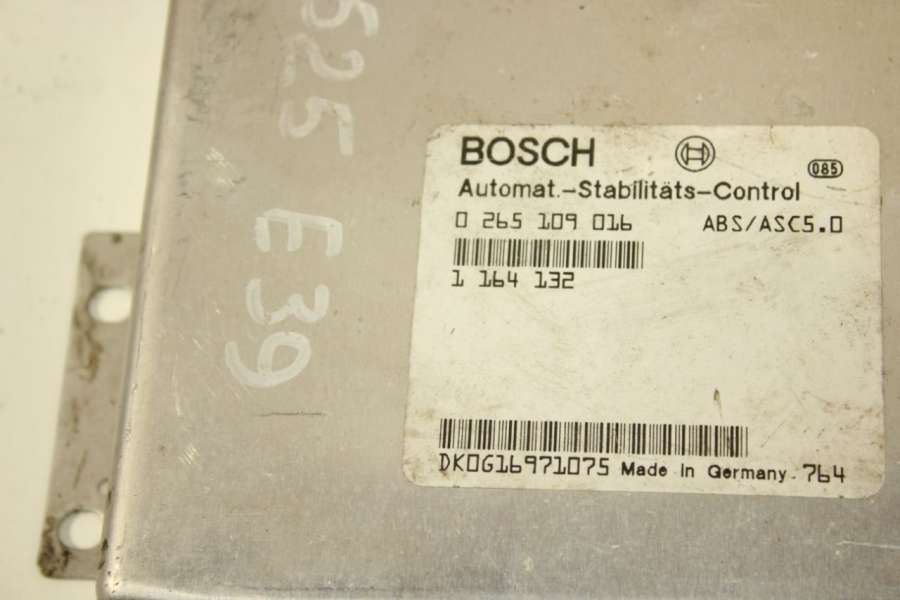 525 E39
BOSCH
085
Automat.-Stabilitäts-Control
0 265 109 016 ABS/ASC5.0
1 164 132
DK0G16971075 Made In Germany 764